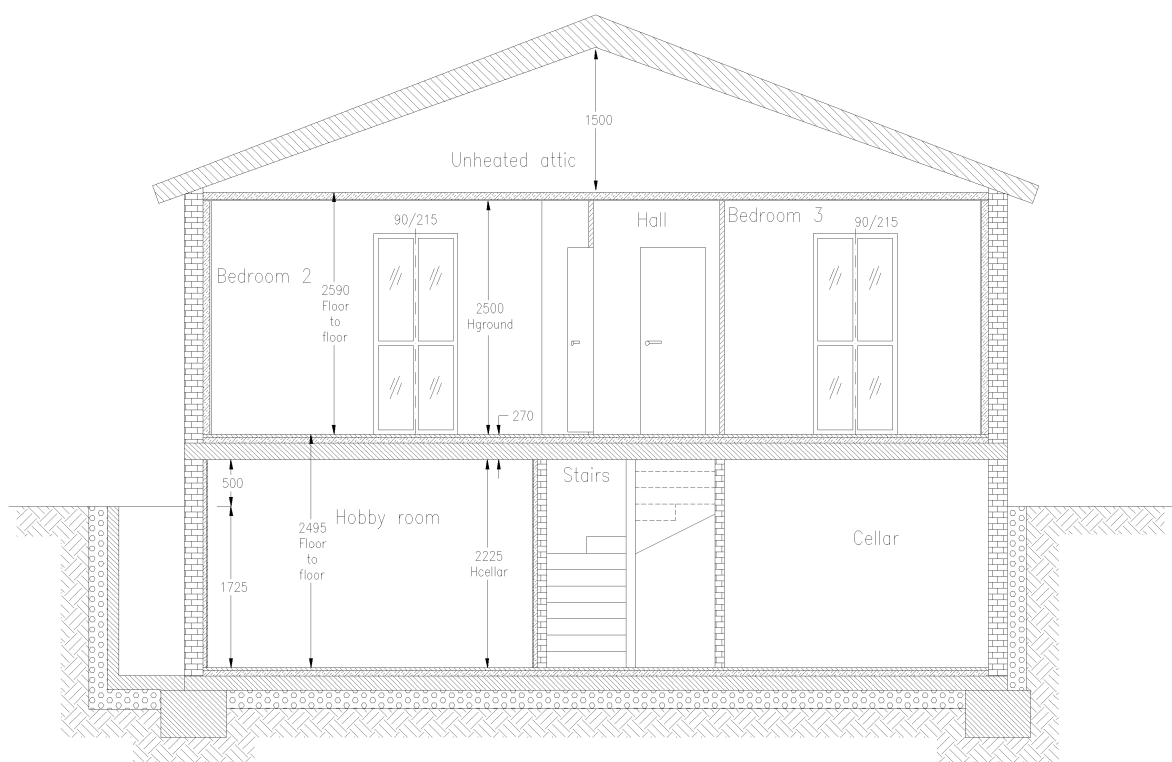 1500
Unheated attic
90/215
Hall
Bedroom 3
90/215
Bedroom 2
2590
Floor
to
floor
2500
Hground
270
500
Stairs
Hobby room
2495
Floor
to
floor
2225
Hcellar
Cellar
1725